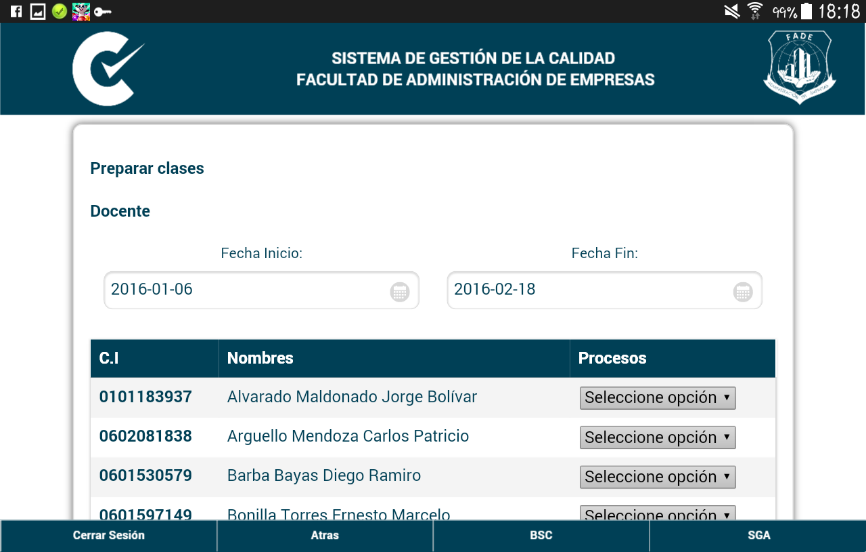 99% 18:18
SISTEMA DE GESTIÓN DE LA CALIDAD
FACULTAD DE ADMINISTRACIÓN DE EMPRESAS
FADE
Preparar clases
Docente
Fecha Inicio: Fecha Fin:
2016-01-06 2016-02-18
C.I Nombres Procesos
0101183937 Alvarado Maldonado Jorge Bolívar Seleccione opción
0602081838 Arguello Mendoza Carlos Patricio Seleccione opción
0601530579 Barba Bayas Diego Ramiro Seleccione opción
0601597149 Bonilla Torres Ernesto Marcelo Seleccione opción
Cerrar Sesión Atras BSC SGA